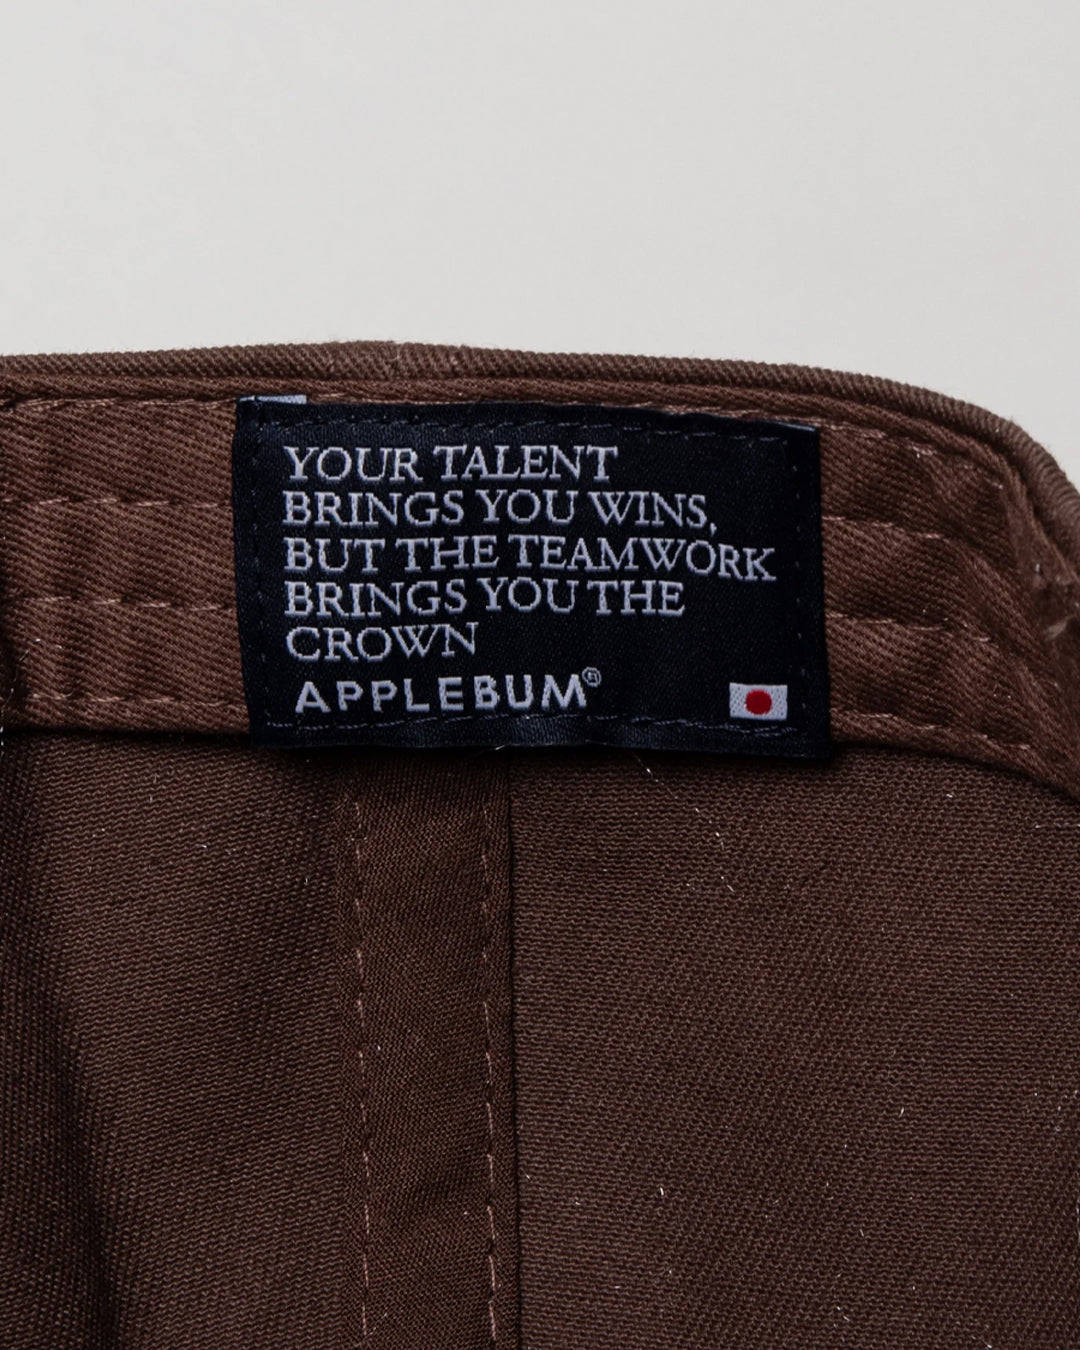 YOUR TALENT
BRINGS YOU WINS,
BUT THE TEAMWORK
BRINGS YOU THE
CROWN
APPLEBUM®